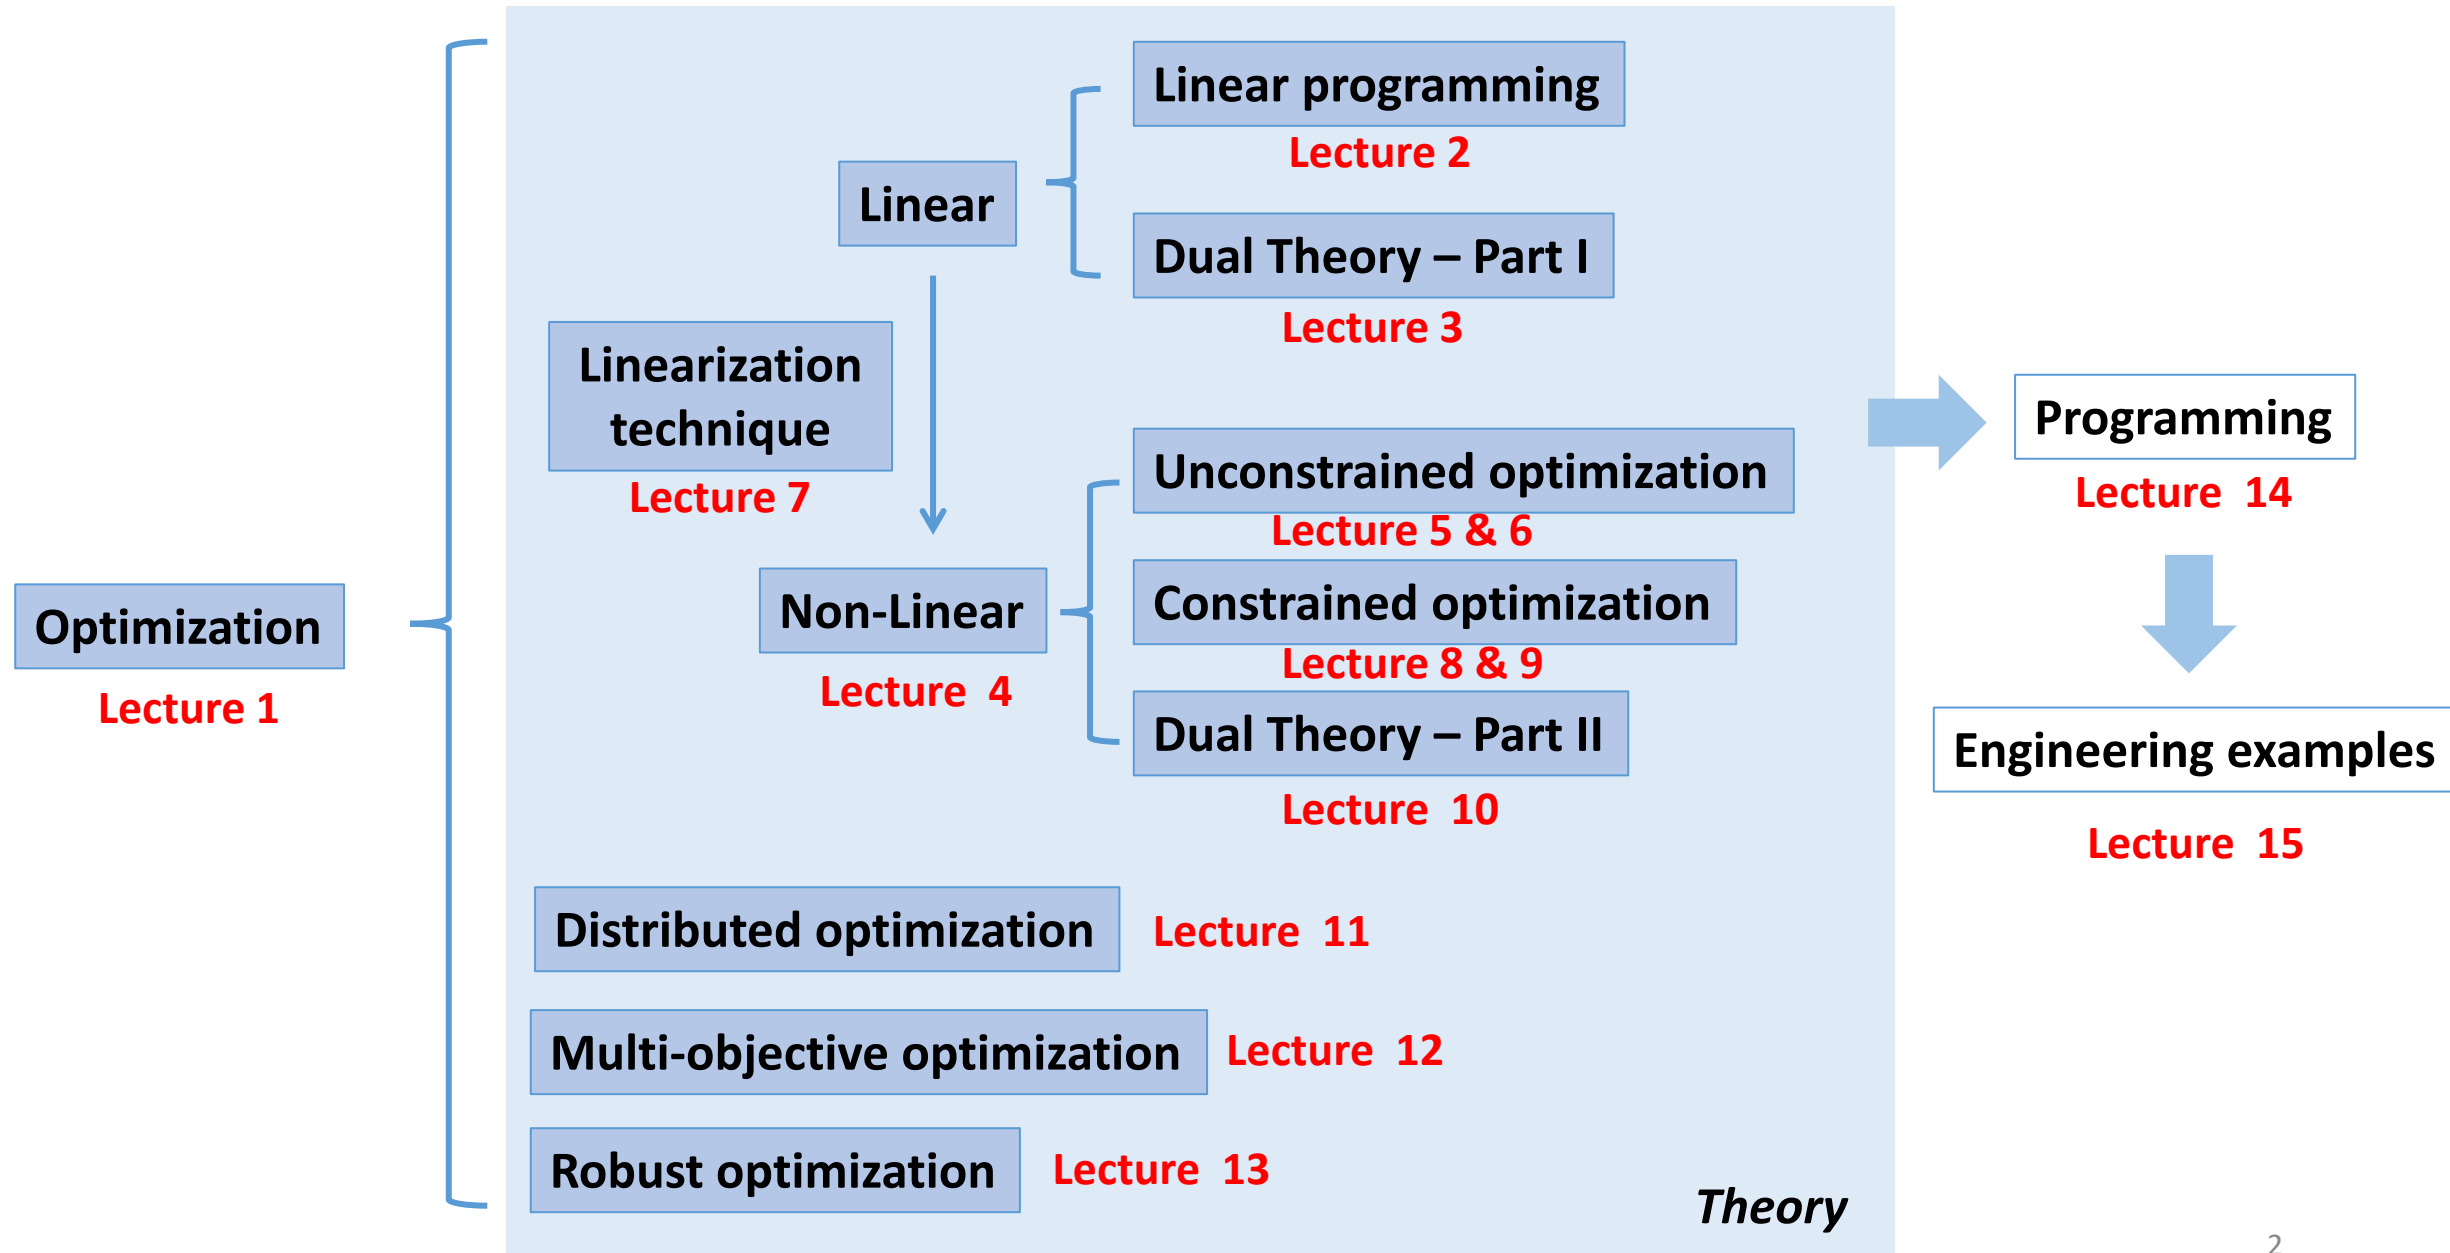 Linear programming
Lecture 2
Linear
Dual Theory – Part I
Lecture 3
Linearization
technique
Lecture 7
Unconstrained optimization
Lecture 5 & 6
Programming
Lecture 14
Optimization
Lecture 1
Non-Linear
Lecture 4
Constrained optimization
Lecture 8 & 9
Dual Theory – Part II
Lecture 10
Engineering examples
Lecture 15
Distributed optimization Lecture 11
Multi-objective optimization Lecture 12
Robust optimization Lecture 13
Theory
2